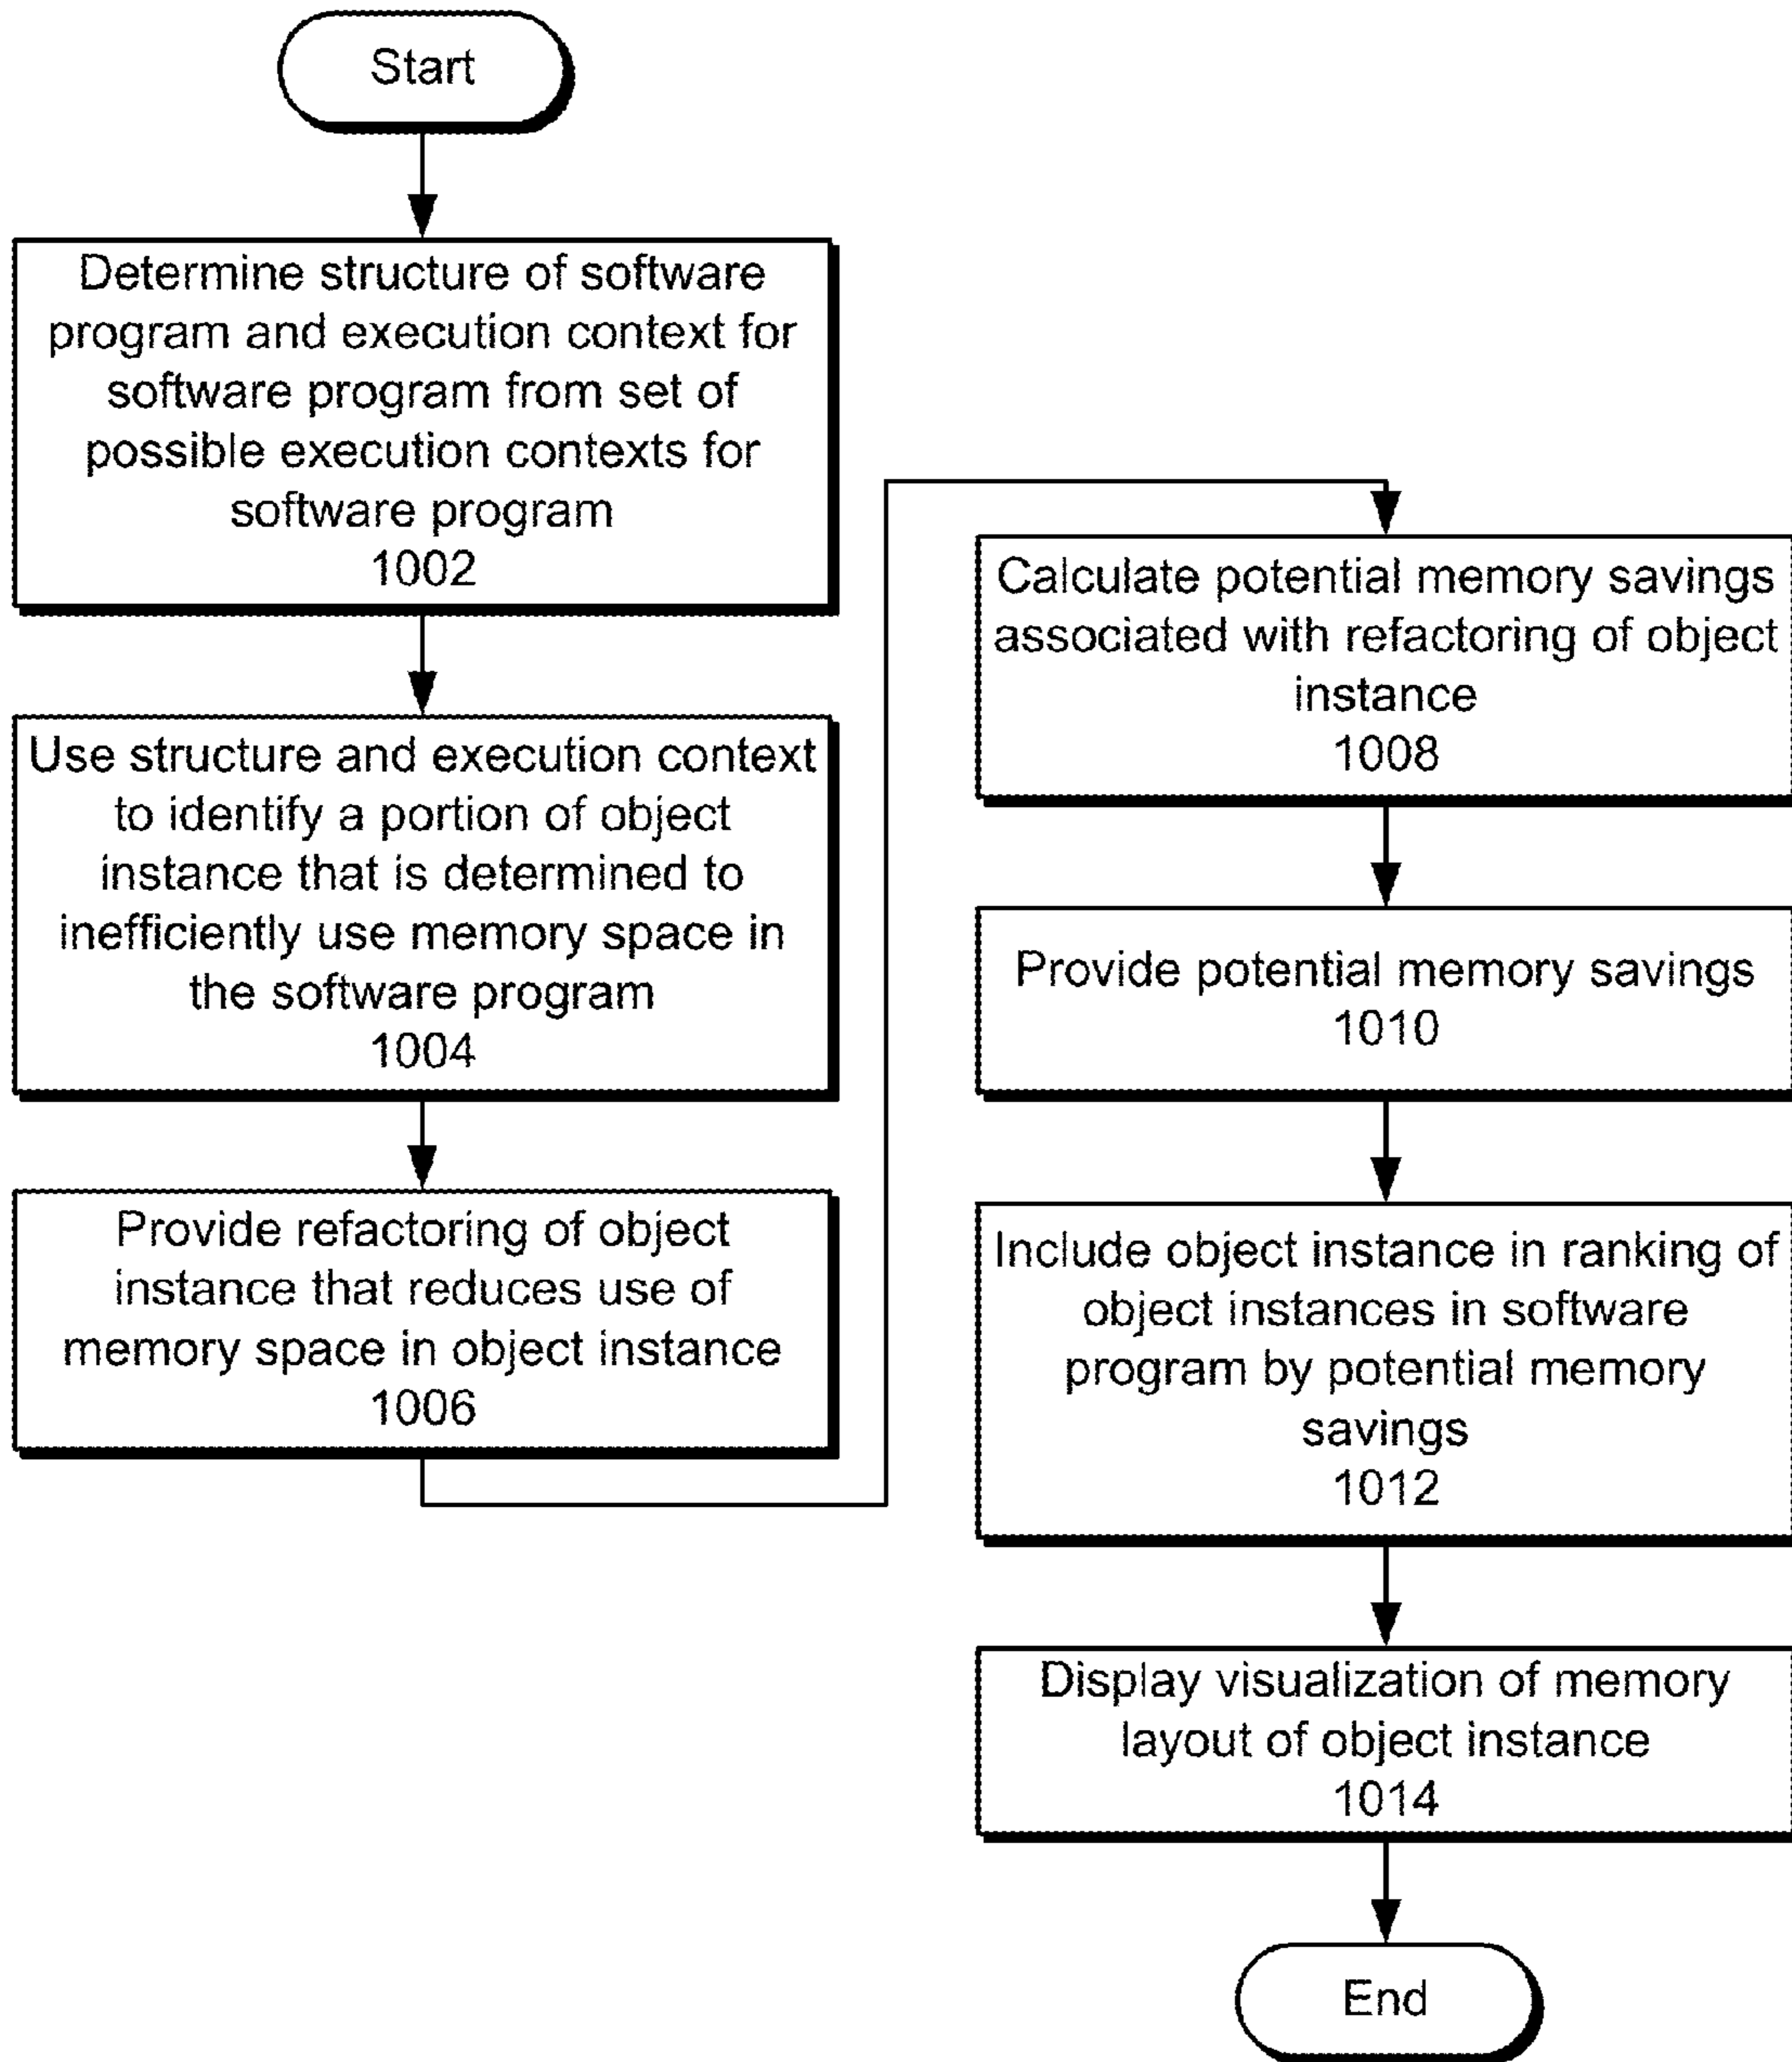 Start
Determine structure of software
program and execution context for
software program from set of
possible execution contexts for
software program
1002
Use structure and execution context
to identify a portion of object
instance that is determined to
inefficiently use memory space in
the software program
1004
Provide refactoring of object
instance that reduces use of
memory space in object instance
1006
Calculate potential memory savings
associated with refactoring of object
instance
1008
Provide potential memory savings
1010
Include object instance in ranking of
object instances in software
program by potential memory
savings
1012
Display visualization of memory
layout of object instance
1014
End